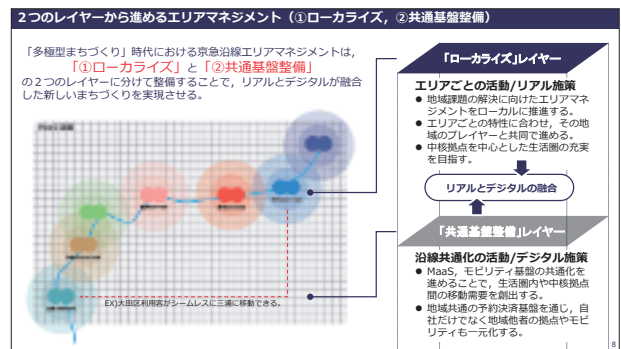 2つのレイヤーから進めるエリアマネジメント（①ローカライズ，②共通基盤整備）
「多極型まちづくり」時代における京急沿線エリアマネジメントは，
「①ローカライズ」と「②共通基盤整備」
の２つのレイヤーに分けて整備することで，リアルとデジタルが融合
した新しいまちづくりを実現させる。
EX)大田区利用客がシームレスに三浦に移動できる。
「ローカライズ」レイヤー
エリアごとの活動/リアル施策
● 地域課題の解決に向けたエリアマネ
ジメントをローカルに推進する。
● エリアごとの特性に合わせ，その地
域のプレイヤーと共同で進める。
● 中核拠点を中心とした生活圏の充実
を目指す。
リアルとデジタルの融合
「共通基盤整備」レイヤー
沿線共通化の活動/デジタル施策
● MaaS，モビリティ基盤の共通化を
進めることで，生活圏内や中核拠点
間の移動需要を創出する。
● 地域共通の予約決済基盤を通じ，自
社だけでなく地域他者の拠点やモビ
リティも一元化する。
8